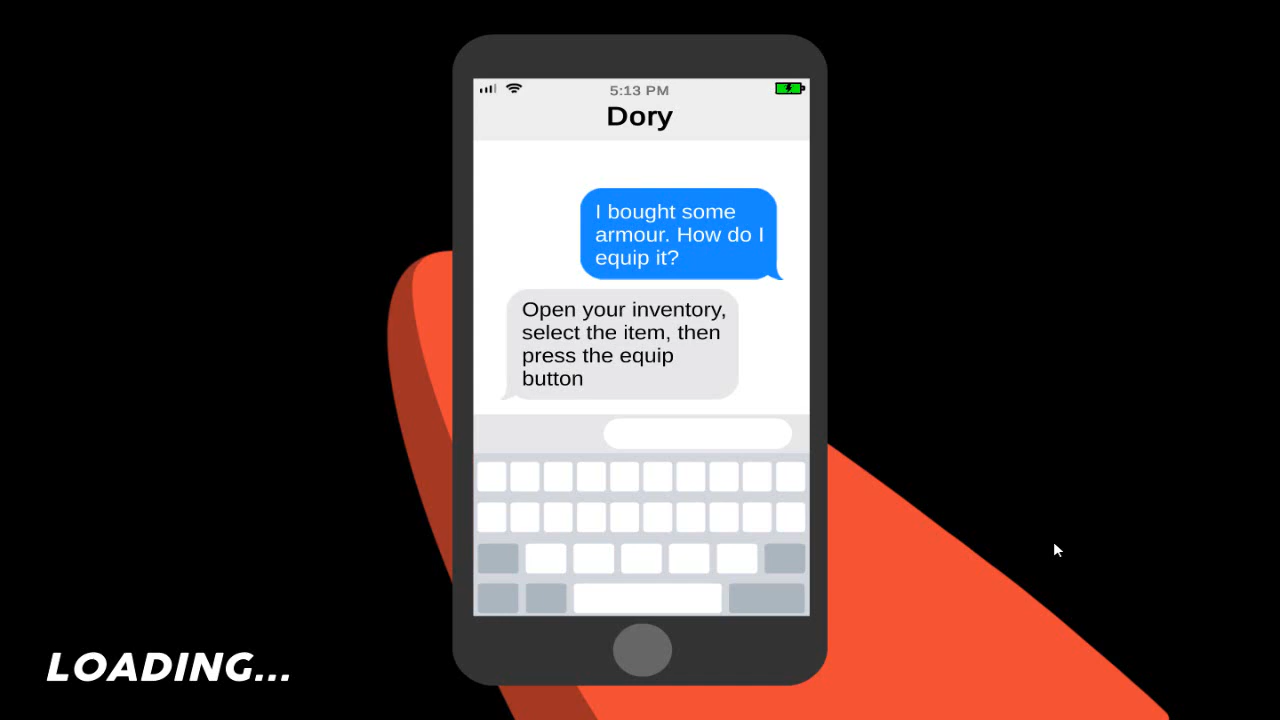 5:13 PM
Dory
I bought some
armour. How do I
equip it?
Open your inventory,
select the item, then
press the equip
button
LOADING...